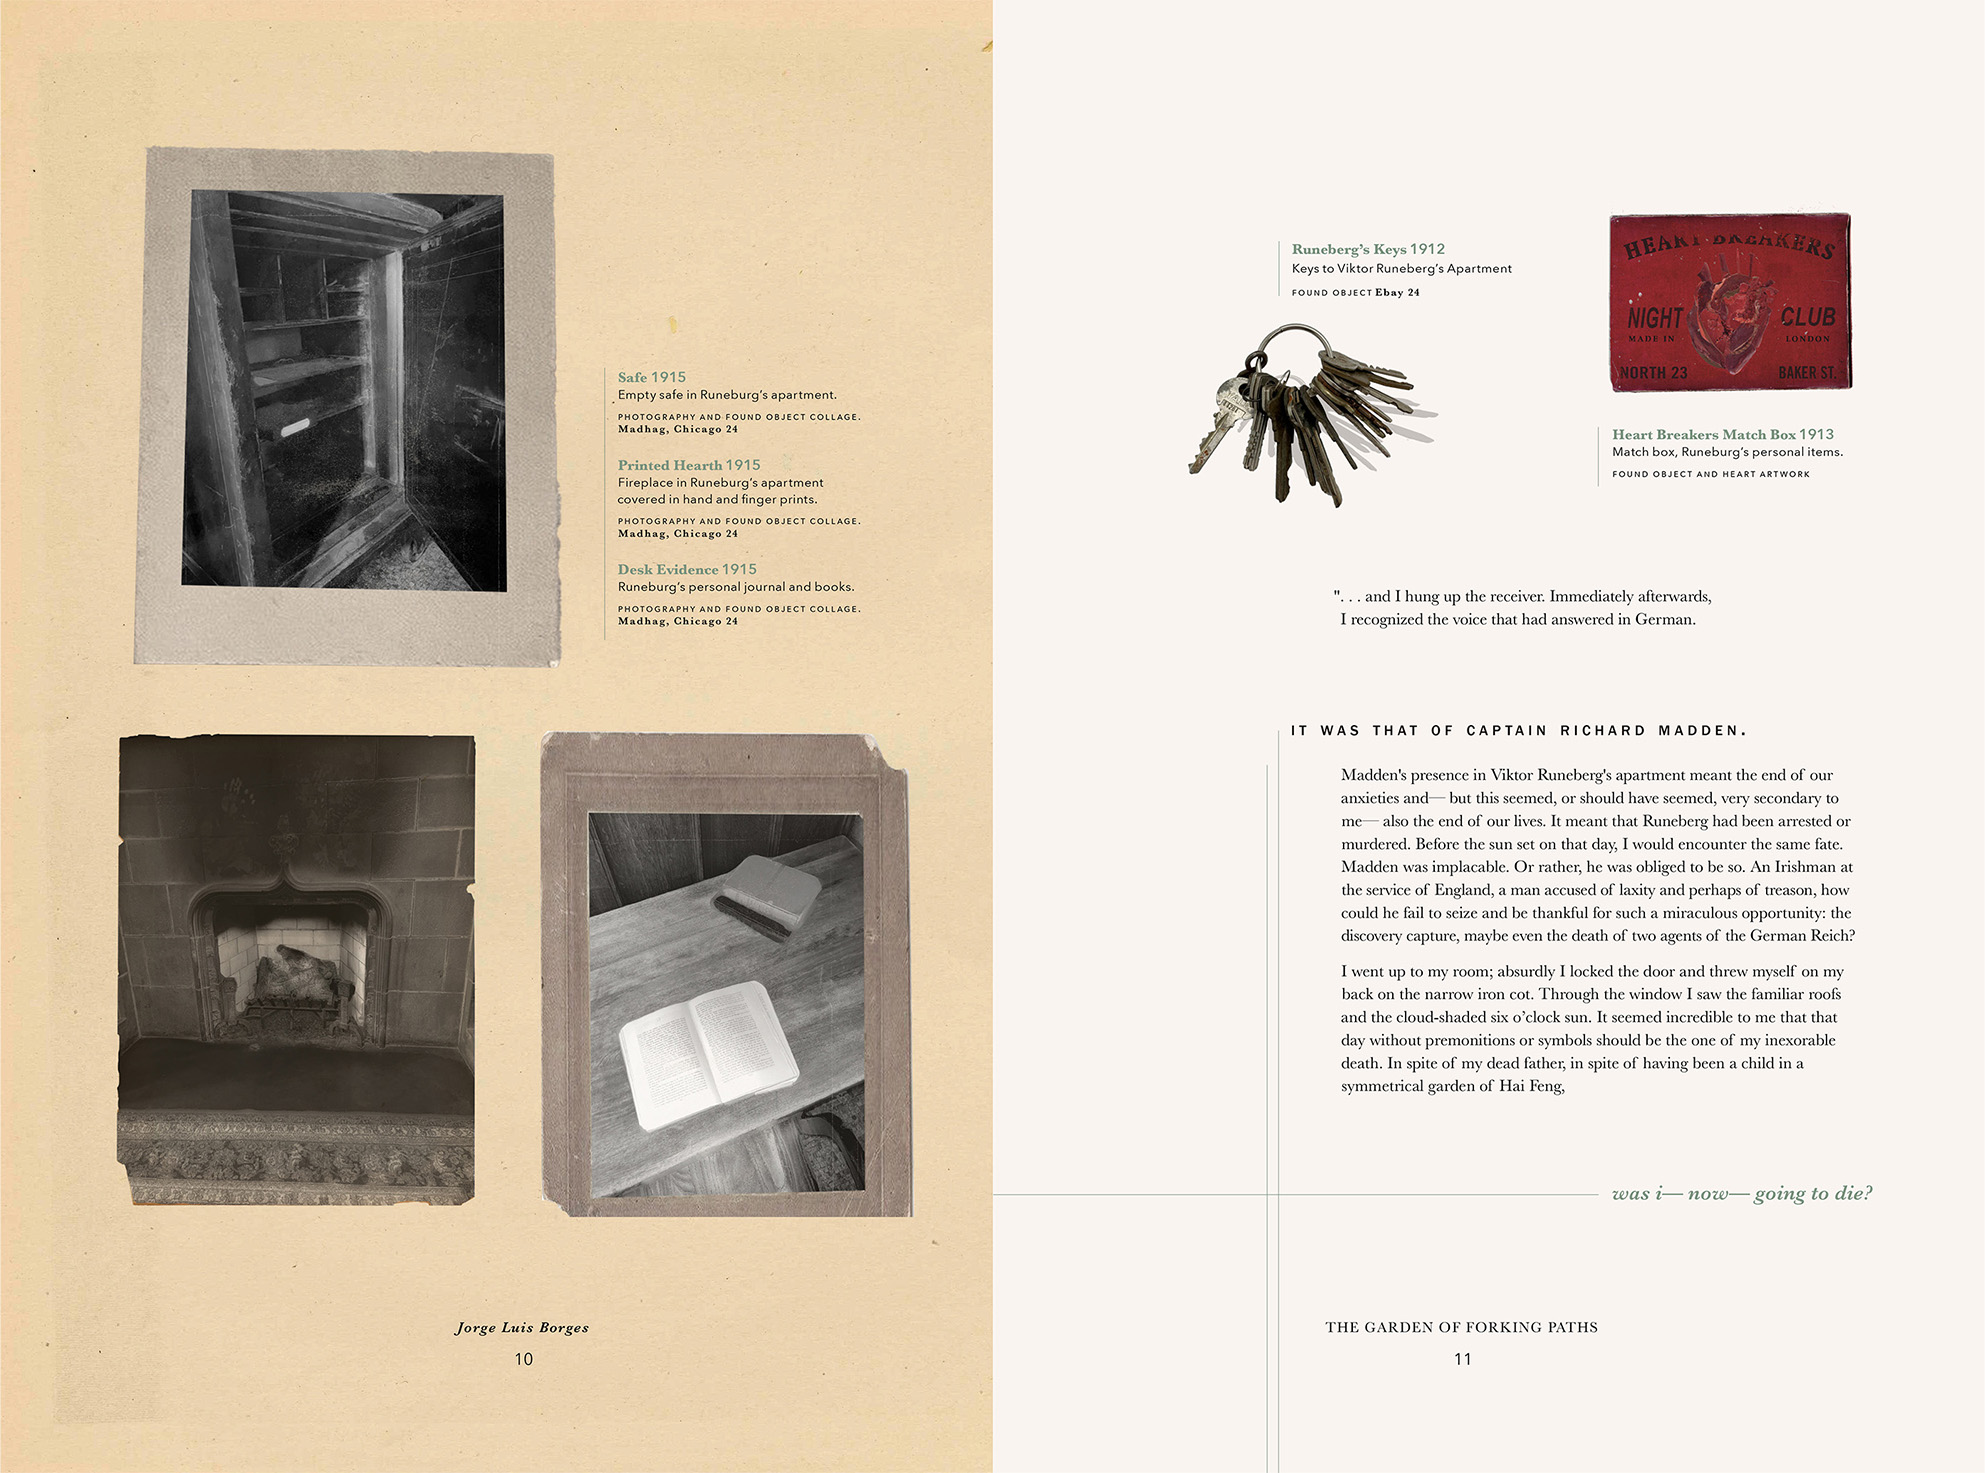 Safe 1915
Empty safe in Runeburg's apartment.
PHOTOGRAPHY AND FOUND OBJECT COLLAGE.
Madhag, Chicago 24
Printed Hearth 1915
Fireplace in Runeburg's apartment
covered in hand and finger prints.
PHOTOGRAPHY AND FOUND OBJECT COLLAGE.
Madhag, Chicago 24
Desk Evidence 1915
Runeburg's personal journal and books.
PHOTOGRAPHY AND FOUND OBJECT COLLAGE.
Madhag, Chicago 24
Jorge Luis Borges
10
Runeberg's Keys 1912
Keys to Viktor Runeberg's Apartment
FOUND OBJECT Ebay 24
HEART BREAKERS
NIGHT CLUB
MADE IN LONDON
NORTH 23 BAKER ST.
Heart Breakers Match Box 1913
Match box, Runeburg's personal items.
FOUND OBJECT AND HEART ARTWORK
". . . and I hung up the receiver. Immediately afterwards,
I recognized the voice that had answered in German.
IT WAS THAT OF CAPTAIN RICHARD MADDEN.
Madden's presence in Viktor Runeberg's apartment meant the end of our
anxieties and— but this seemed, or should have seemed, very secondary to
me— also the end of our lives. It meant that Runeberg had been arrested or
murdered. Before the sun set on that day, I would encounter the same fate.
Madden was implacable. Or rather, he was obliged to be so. An Irishman at
the service of England, a man accused of laxity and perhaps of treason, how
could he fail to seize and be thankful for such a miraculous opportunity: the
discovery capture, maybe even the death of two agents of the German Reich?
I went up to my room; absurdly I locked the door and threw myself on my
back on the narrow iron cot. Through the window I saw the familiar roofs
and the cloud-shaded six o'clock sun. It seemed incredible to me that that
day without premonitions or symbols should be the one of my inexorable
death. In spite of my dead father, in spite of having been a child in a
symmetrical garden of Hai Feng,
was i— now— going to die?
THE GARDEN OF FORKING PATHS
11